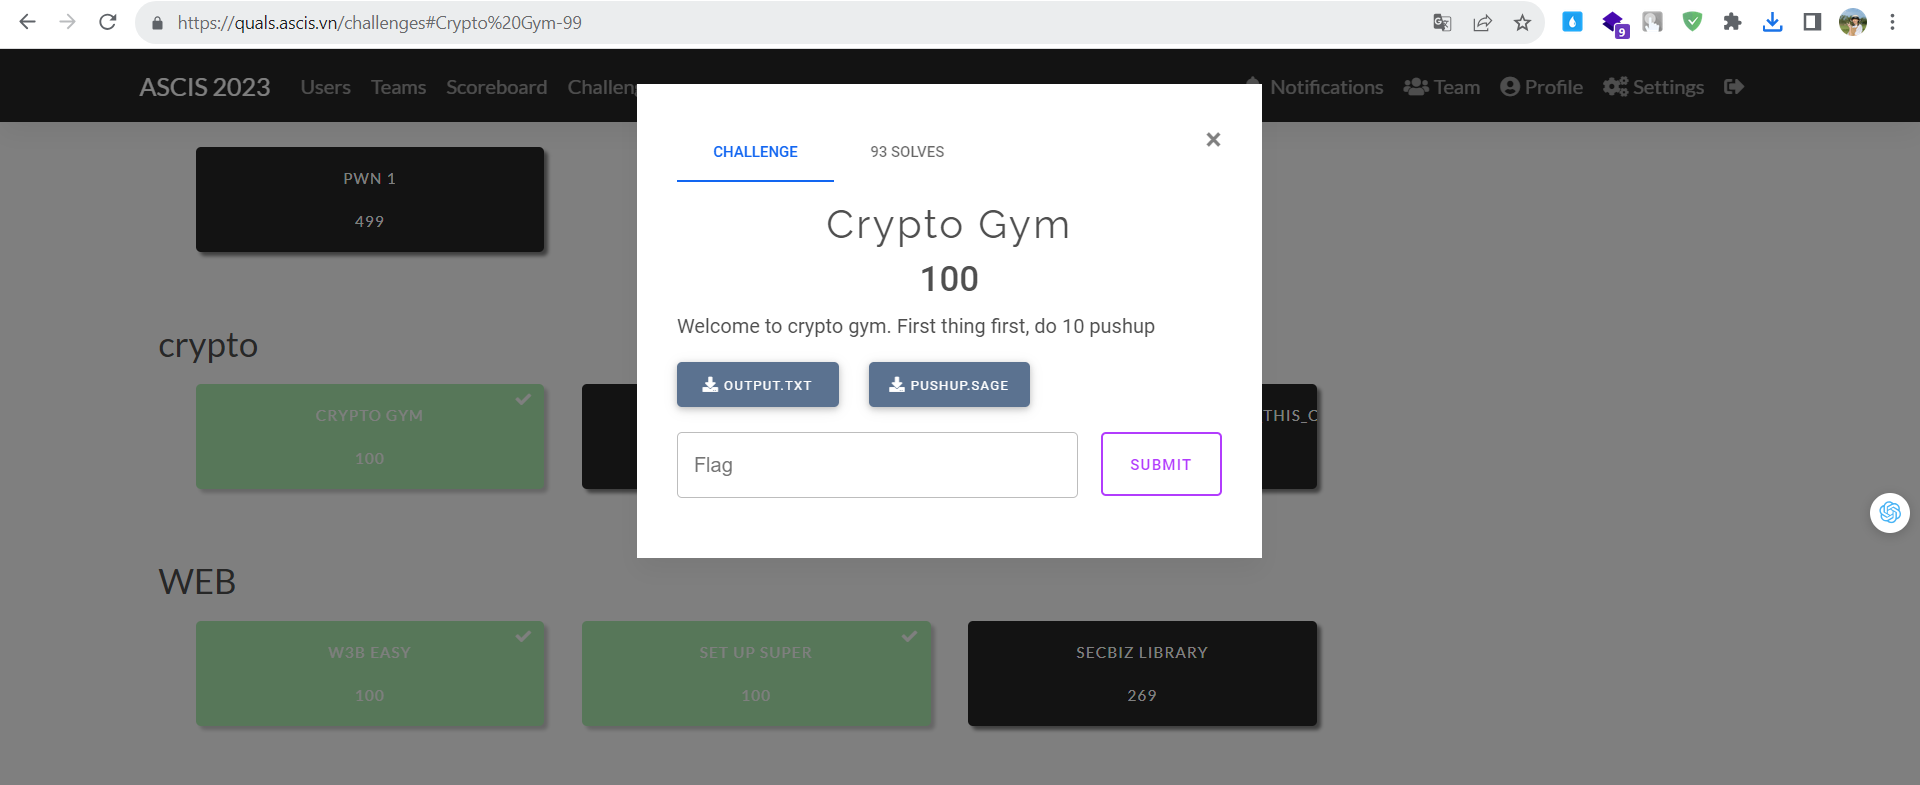 https://quals.ascis.vn/challenges#Crypto%20Gym-99
9
ASCIS 2023 Users Teams Scoreboard Notifications Team Profile Settings
PWN 1
499
CHALLENGE 93 SOLVES
×
Crypto Gym
100
Welcome to crypto gym. First thing first, do 10 pushup
OUTPUT.TXT PUSHUP.SAGE
Flag SUBMIT
crypto
CRYPTO GYM
100
THIS_C
WEB
W3B EASY
100
SET UP SUPER
100
SECBIZ LIBRARY
269